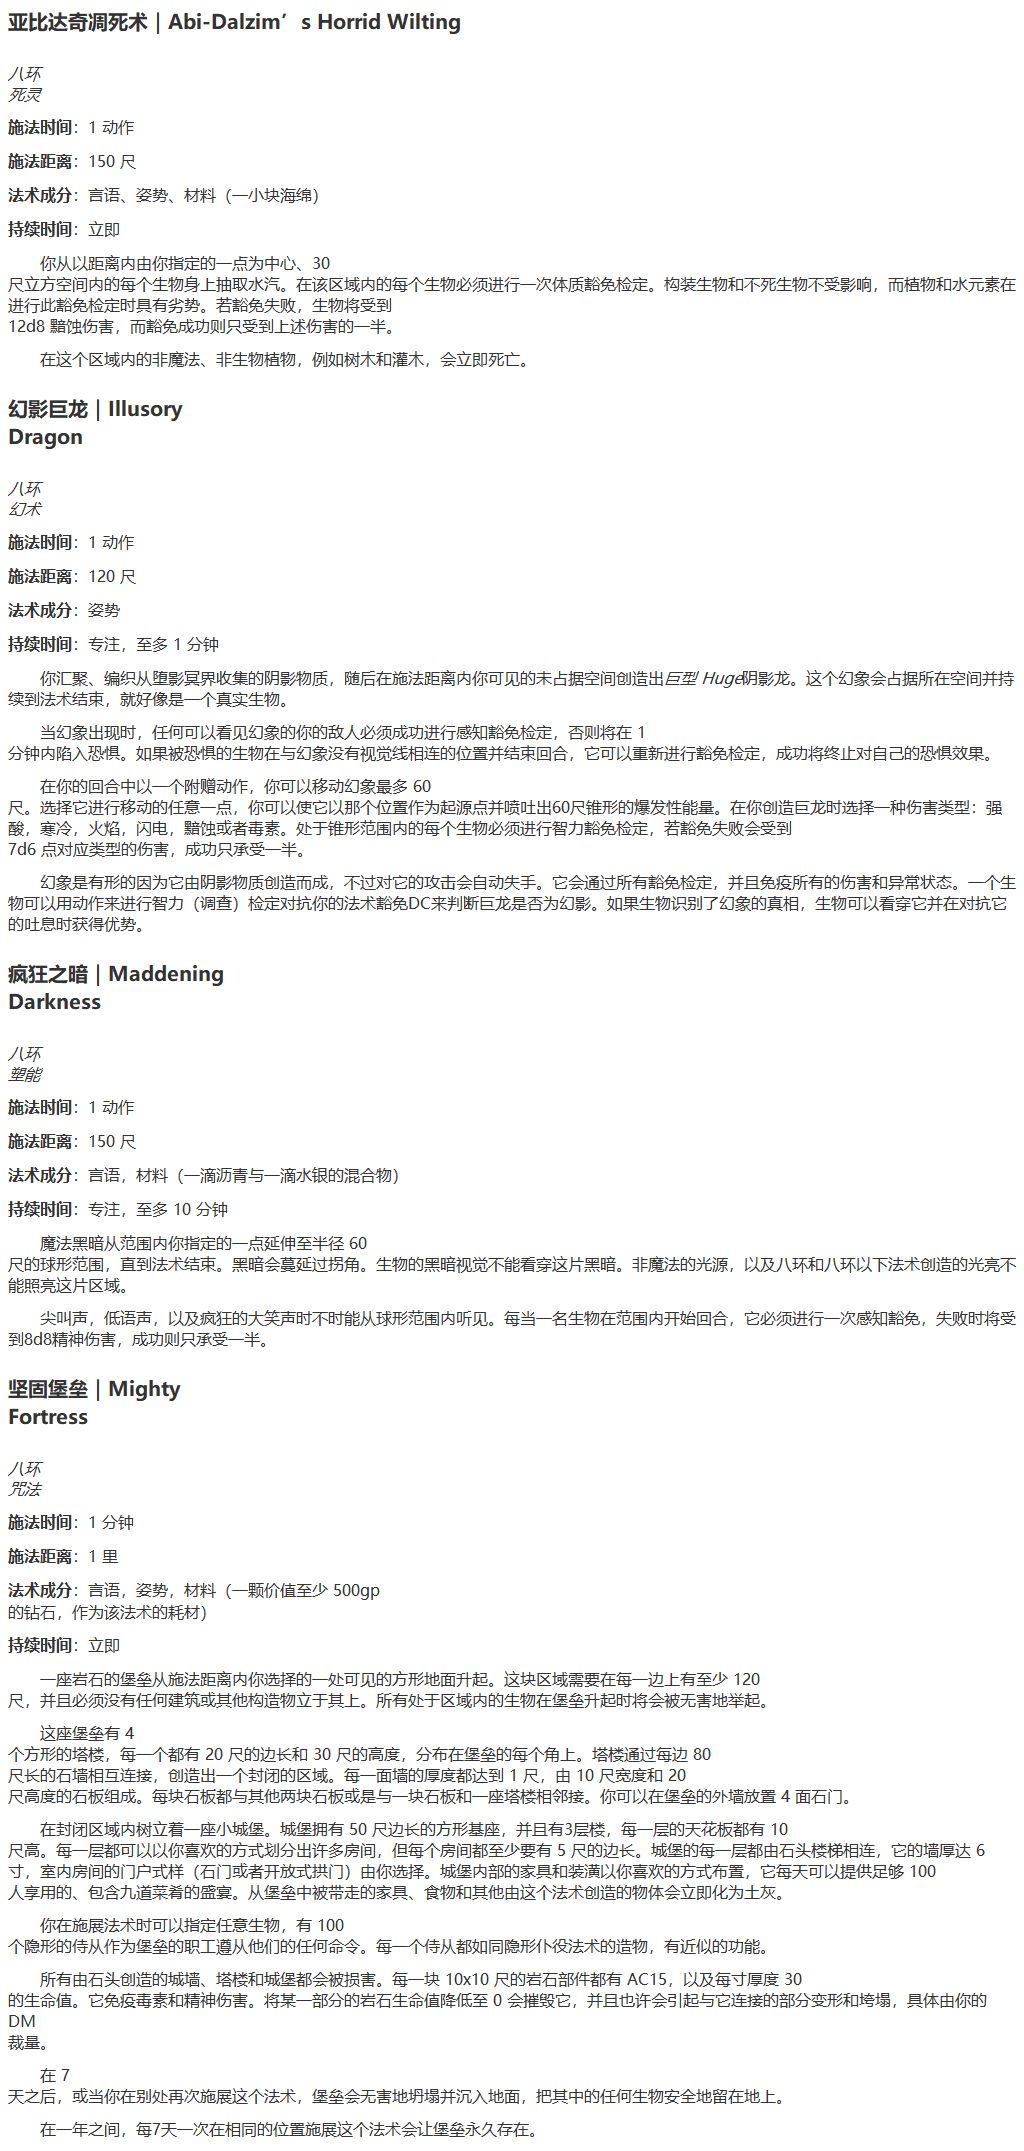 亚比达奇凋死术｜Abi-Dalzim’s Horrid Wilting
八环
死灵
施法时间：1 动作
施法距离：150 尺
法术成分：言语、姿势、材料（一小块海绵）
持续时间：立即
你从以距离内由你指定的一点为中心、30
尺立方空间内的每个生物身上抽取水汽。在该区域内的每个生物必须进行一次体质豁免检定。构装生物和不死生物不受影响，而植物和水元素在
进行此豁免检定时具有劣势。若豁免失败，生物将受到
12d8 黯蚀伤害，而豁免成功则只受到上述伤害的一半。
在这个区域内的非魔法、非生物植物，例如树木和灌木，会立即死亡。
幻影巨龙｜Illusory
Dragon
八环
幻术
施法时间：1 动作
施法距离：120 尺
法术成分：姿势
持续时间：专注，至多 1 分钟
你汇聚、编织从堕影冥界收集的阴影物质，随后在施法距离内你可见的未占据空间创造出巨型 Huge阴影龙。这个幻象会占据所在空间并持
续到法术结束，就好像是一个真实生物。
当幻象出现时，任何可以看见幻象的你的敌人必须成功进行感知豁免检定，否则将在 1
分钟内陷入恐惧。如果被恐惧的生物在与幻象没有视觉线相连的位置并结束回合，它可以重新进行豁免检定，成功将终止对自己的恐惧效果。
在你的回合中以一个附赠动作，你可以移动幻象最多 60
尺。选择它进行移动的任意一点，你可以使它以那个位置作为起源点并喷吐出60尺锥形的爆发性能量。在你创造巨龙时选择一种伤害类型：强
酸，寒冷，火焰，闪电，黯蚀或者毒素。处于锥形范围内的每个生物必须进行智力豁免检定，若豁免失败会受到
7d6 点对应类型的伤害，成功只承受一半。
幻象是有形的因为它由阴影物质创造而成，不过对它的攻击会自动失手。它会通过所有豁免检定，并且免疫所有的伤害和异常状态。一个生
物可以用动作来进行智力（调查）检定对抗你的法术豁免DC来判断巨龙是否为幻影。如果生物识别了幻象的真相，生物可以看穿它并在对抗它
的吐息时获得优势。
疯狂之暗｜Maddening
Darkness
八环
塑能
施法时间：1 动作
施法距离：150 尺
法术成分：言语，材料（一滴沥青与一滴水银的混合物）
持续时间：专注，至多 10 分钟
魔法黑暗从范围内你指定的一点延伸至半径 60
尺的球形范围，直到法术结束。黑暗会蔓延过拐角。生物的黑暗视觉不能看穿这片黑暗。非魔法的光源，以及八环和八环以下法术创造的光亮不
能照亮这片区域。
尖叫声，低语声，以及疯狂的大笑声时不时能从球形范围内听见。每当一名生物在范围内开始回合，它必须进行一次感知豁免，失败时将受
到8d8精神伤害，成功则只承受一半。
坚固堡垒｜Mighty
Fortress
八环
咒法
施法时间：1 分钟
施法距离：1 里
法术成分：言语，姿势，材料（一颗价值至少 500gp
的钻石，作为该法术的耗材）
持续时间：立即
一座岩石的堡垒从施法距离内你选择的一处可见的方形地面升起。这块区域需要在每一边上有至少 120
尺，并且必须没有任何建筑或其他构造物立于其上。所有处于区域内的生物在堡垒升起时将会被无害地举起。
这座堡垒有 4
个方形的塔楼，每一个都有 20 尺的边长和 30 尺的高度，分布在堡垒的每个角上。塔楼通过每边 80
尺长的石墙相互连接，创造出一个封闭的区域。每一面墙的厚度都达到 1 尺，由 10 尺宽度和 20
尺高度的石板组成。每块石板都与其他两块石板或是与一块石板和一座塔楼相邻接。你可以在堡垒的外墙放置 4 面石门。
在封闭区域内树立着一座小城堡。城堡拥有 50 尺边长的方形基座，并且有3层楼，每一层的天花板都有 10
尺高。每一层都可以以你喜欢的方式划分出许多房间，但每个房间都至少要有 5 尺的边长。城堡的每一层都由石头楼梯相连，它的墙厚达 6
寸，室内房间的门户式样（石门或者开放式拱门）由你选择。城堡内部的家具和装潢以你喜欢的方式布置，它每天可以提供足够 100
人享用的、包含九道菜肴的盛宴。从堡垒中被带走的家具、食物和其他由这个法术创造的物体会立即化为土灰。
你在施展法术时可以指定任意生物，有 100
个隐形的侍从作为堡垒的职工遵从他们的任何命令。每一个侍从都如同隐形仆役法术的造物，有近似的功能。
所有由石头创造的城墙、塔楼和城堡都会被损害。每一块 10x10 尺的岩石部件都有 AC15，以及每寸厚度 30
的生命值。它免疫毒素和精神伤害。将某一部分的岩石生命值降低至 0 会摧毁它，并且也许会引起与它连接的部分变形和垮塌，具体由你的
DM
裁量。
在 7
天之后，或当你在别处再次施展这个法术，堡垒会无害地坍塌并沉入地面，把其中的任何生物安全地留在地上。
在一年之间，每7天一次在相同的位置施展这个法术会让堡垒永久存在。